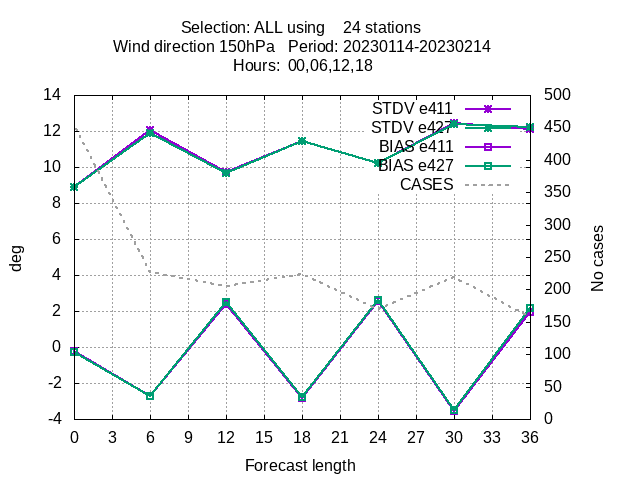 Selection: ALL using 24 stations
Wind direction 150hPa Period: 20230114-20230214
Hours: 00,06,12,18
14
12
10
8
6
4
2
0
-2
-4
deg
500
450
400
350
300
250
200
150
100
50
0
No cases
STDV e411
STDV e427
BIAS e411
BIAS e427
CASES
0 3 6 9 12 15 18 21 24 27 30 33 36
Forecast length